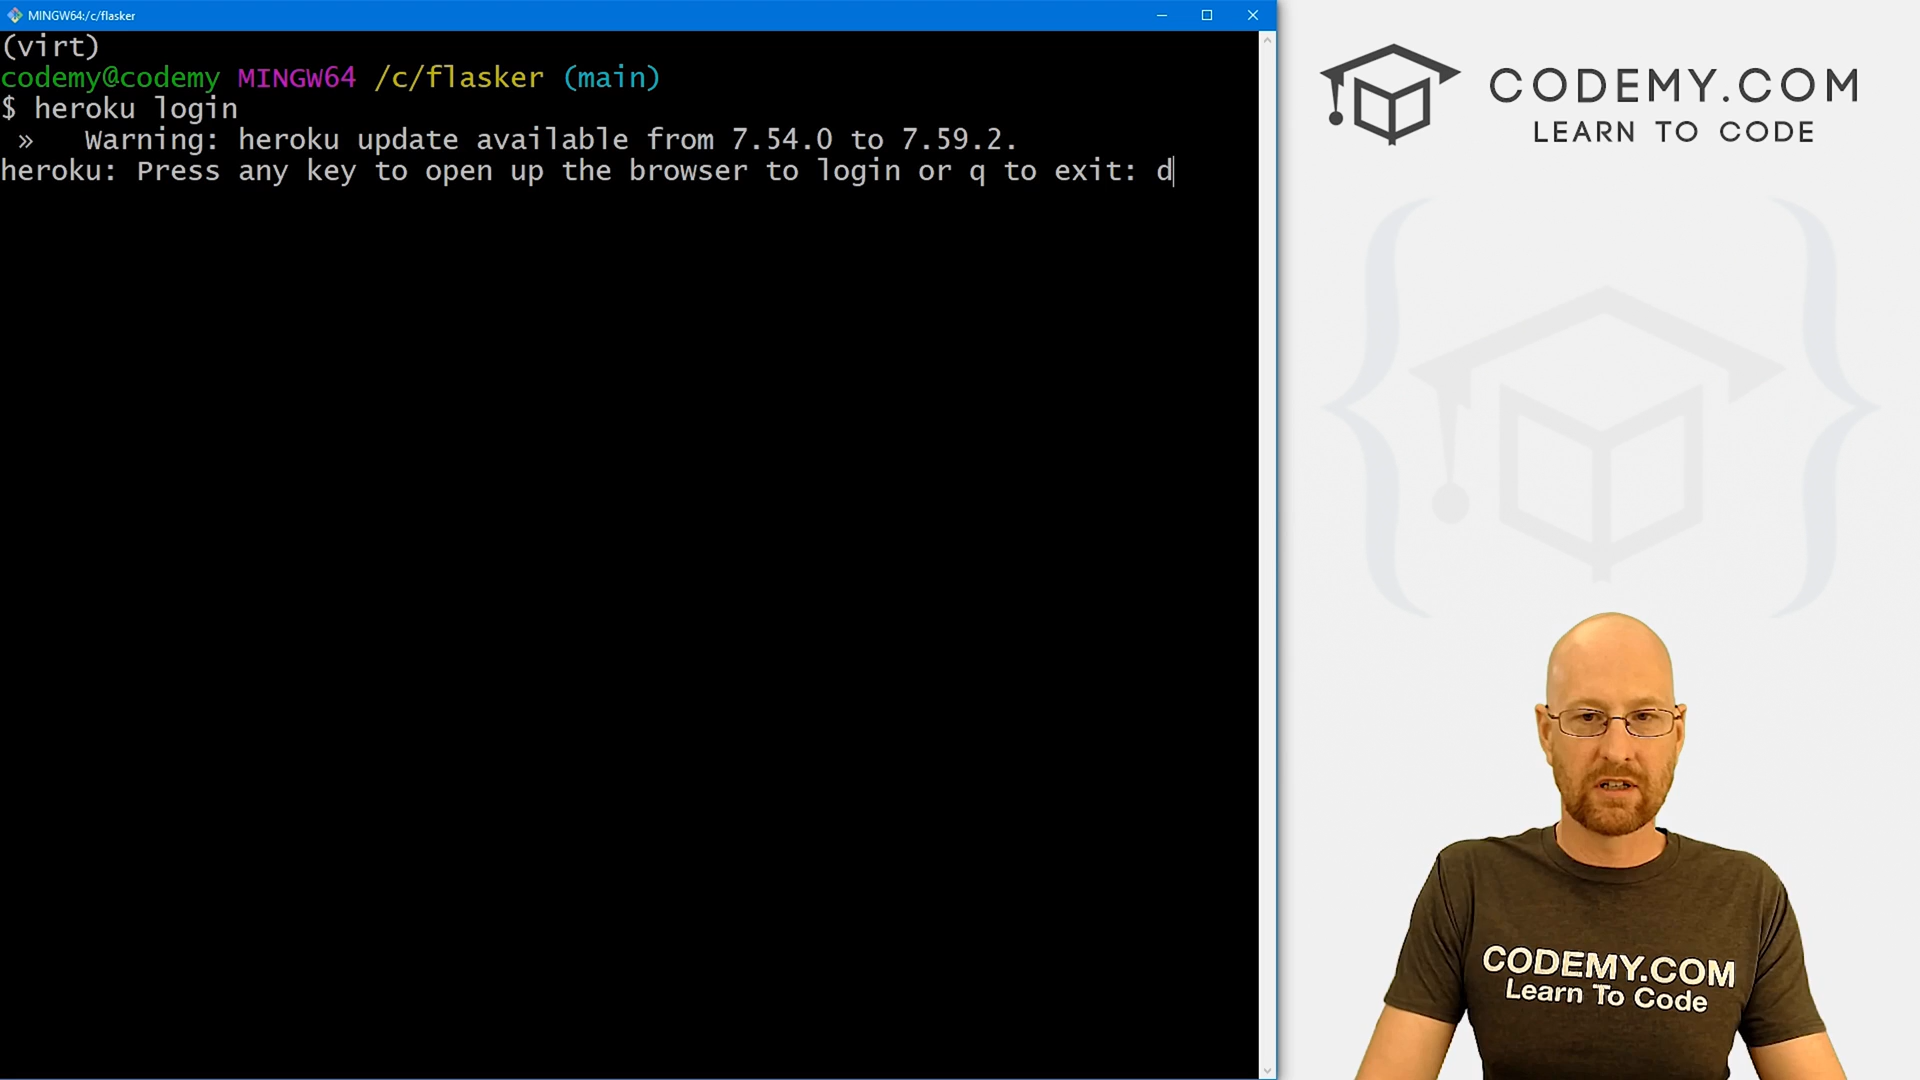 MINGW64:/c/flasker
(virt)
codemy@codemy MINGW64 /c/flasker (main)
$ heroku login
» Warning: heroku update available from 7.54.0 to 7.59.2.
heroku: Press any key to open up the browser to login or q to exit: d
CODEMY.COM
LEARN TO CODE
CODEMY.COM
Learn To Code